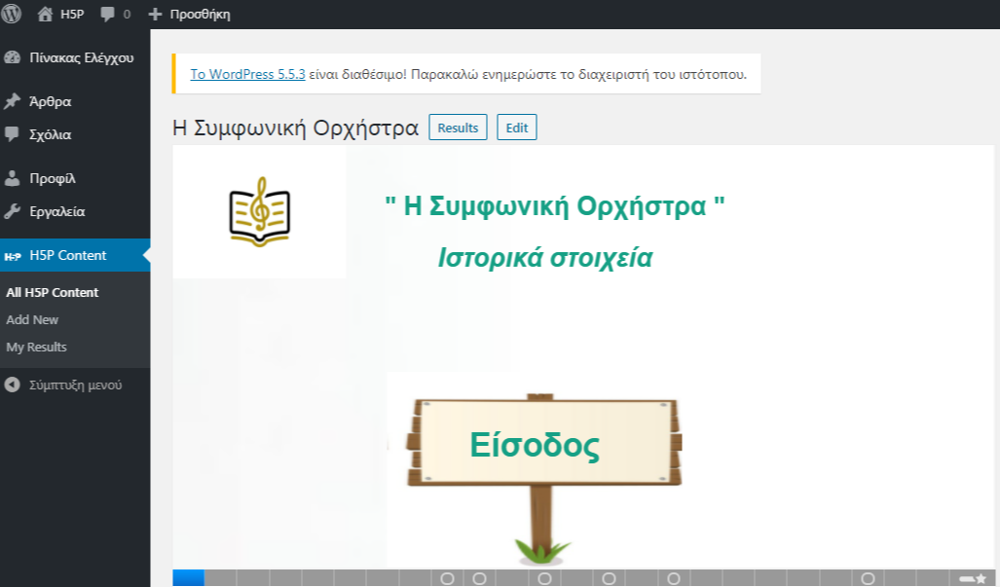 H5P 0 Προσθήκη
Πίνακας Ελέγχου
Άρθρα
Σχόλια
Προφίλ
Εργαλεία
H5P H5P Content
All H5P Content
Add New
My Results
Σύμπτυξη μενού
Το WordPress 5.5.3 είναι διαθέσιμο! Παρακαλώ ενημερώστε το διαχειριστή του ιστότοπου.
Η Συμφωνική Ορχήστρα Results Edit
" Η Συμφωνική Ορχήστρα "
Ιστορικά στοιχεία
Είσοδος